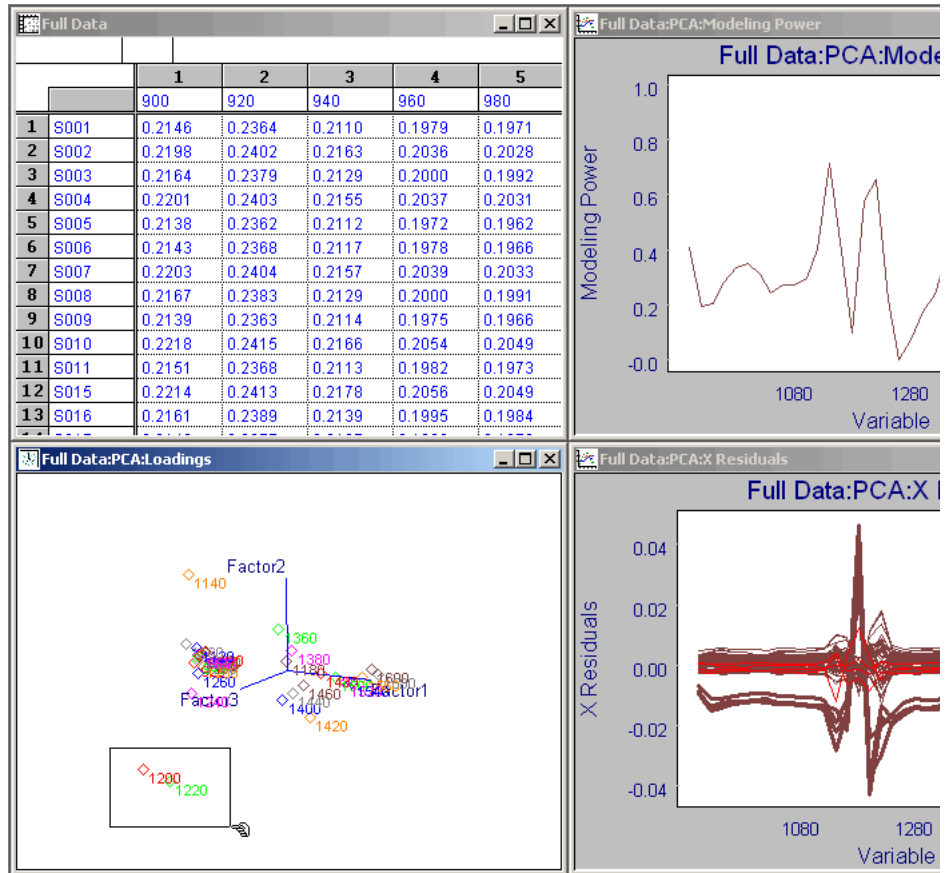 Full Data
1 2 3 4 5
900 920 940 960 980
1 S001 0.2146 0.2364 0.2110 0.1979 0.1971
2 S002 0.2198 0.2402 0.2163 0.2036 0.2028
3 S003 0.2164 0.2379 0.2129 0.2000 0.1992
4 S004 0.2201 0.2403 0.2155 0.2037 0.2031
5 S005 0.2138 0.2362 0.2112 0.1972 0.1962
6 S006 0.2143 0.2368 0.2117 0.1978 0.1966
7 S007 0.2203 0.2404 0.2157 0.2039 0.2033
8 S008 0.2167 0.2383 0.2129 0.2000 0.1991
9 S009 0.2139 0.2363 0.2114 0.1975 0.1966
10 S010 0.2218 0.2415 0.2166 0.2054 0.2049
11 S011 0.2151 0.2368 0.2113 0.1982 0.1973
12 S015 0.2214 0.2413 0.2178 0.2056 0.2049
13 S016 0.2161 0.2389 0.2139 0.1995 0.1984
Full Data:PCA:Modeling Power
Full Data:PCA:Mode
Modeling Power
1.0
0.8
0.6
0.4
0.2
-0.0
1080 1280
Variable
Full Data:PCA:Loadings
Factor2
1140
1360
1380
1180
1260
Factor3
Factor1
1460
1440
1400
1420
1200
1220
Full Data:PCA:X Residuals
Full Data:PCA:X
X Residuals
0.04
0.02
0.00
-0.02
-0.04
1080 1280
Variable